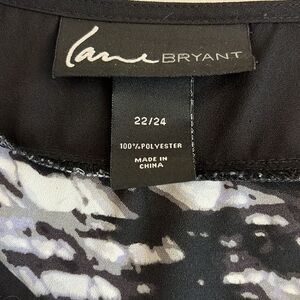 Lane BRYANT
22/24
100% POLYESTER
MADE IN
CHINA